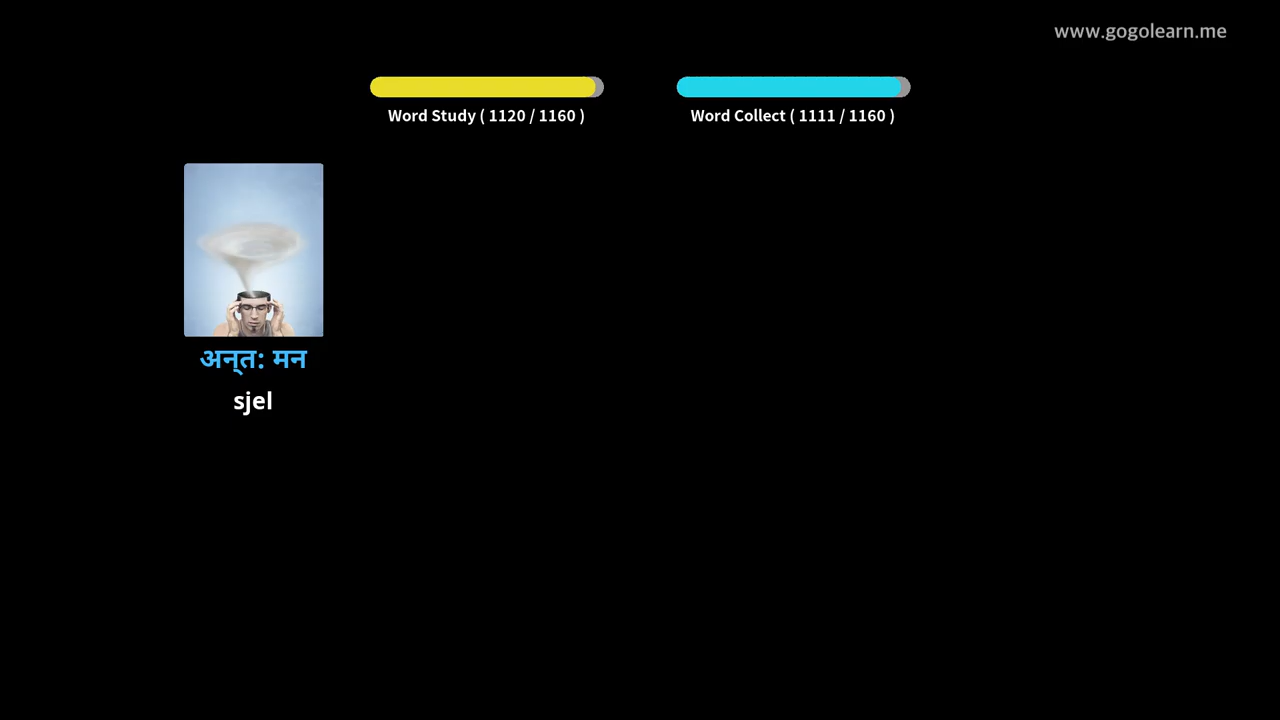 www.gogolearn.me
Word Study ( 1120 / 1160 )
Word Collect ( 1111 / 1160 )
अन्‌त: मन
sjel